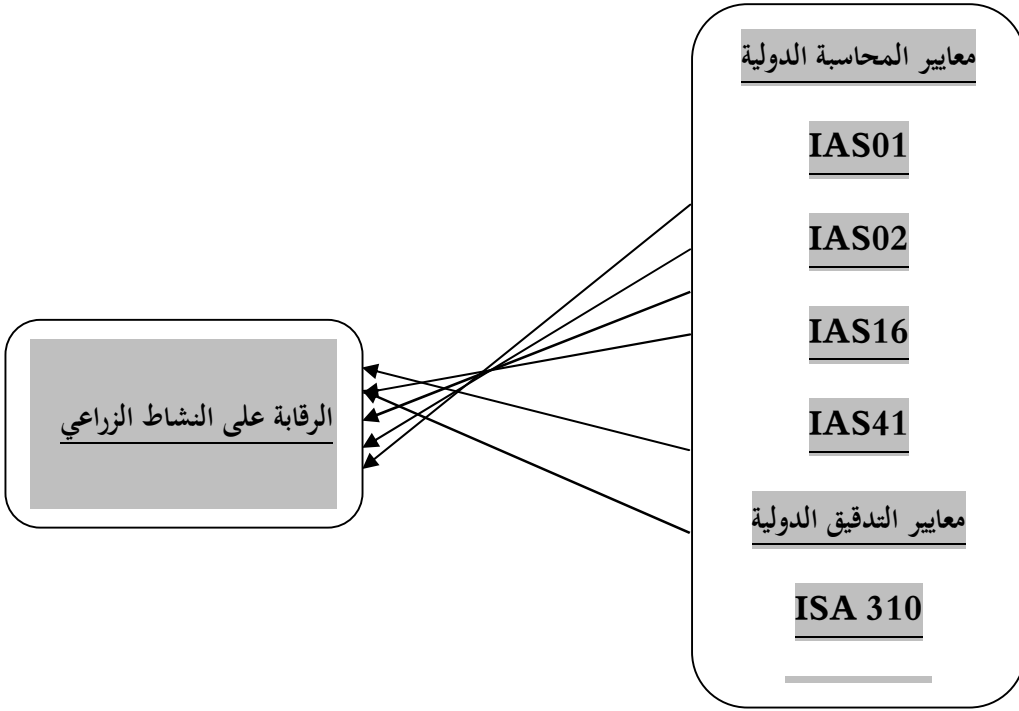 معايير المحاسبة الدولية
IAS01
IAS02
IAS16
IAS41
معايير التدقيق الدولية
ISA 310
الرقابة على النشاط الزراعي